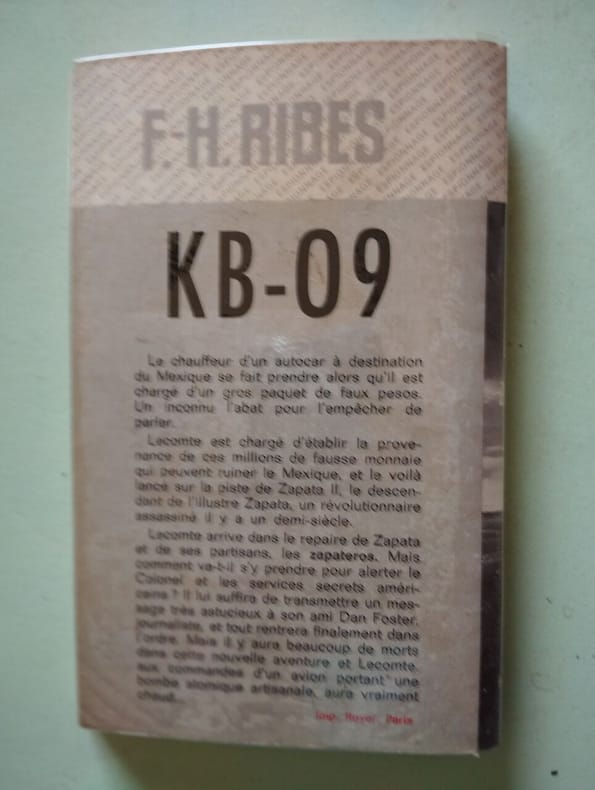 F.-H. RIBES
KB-09
Le chauffeur d'un autocar à destination
du Mexique se fait prendre alors qu'il est
chargé d'un gros paquet de faux pesos.
Un inconnu l'abat pour l'empêcher de
parler.
Lecomte est chargé d'établir la prove-
nance de ces millions de fausse monnaie
qui peuvent ruiner le Mexique, et le voilà
lancé sur la piste de Zapata II, le descen-
dant de l'illustre Zapata, un révolutionnaire
assassiné il y a un demi-siècle.
Lecomte arrive dans le repaire de Zapata
et de ses partisans, les zapateros. Mais
comment va-t-il s'y prendre pour alerter le
Colonel et les services secrets améri-
cains ? Il lui suffira de transmettre un mes-
sage très astucieux à son ami Dan Foster,
journaliste, et tout rentrera finalement dans
l'ordre. Mais il y aura beaucoup de morts
dans cette nouvelle aventure et Lecomte,
aux commandes d'un avion portant une
bombe atomique artisanale, aura vraiment
chaud...
Imp. Royer, Paris